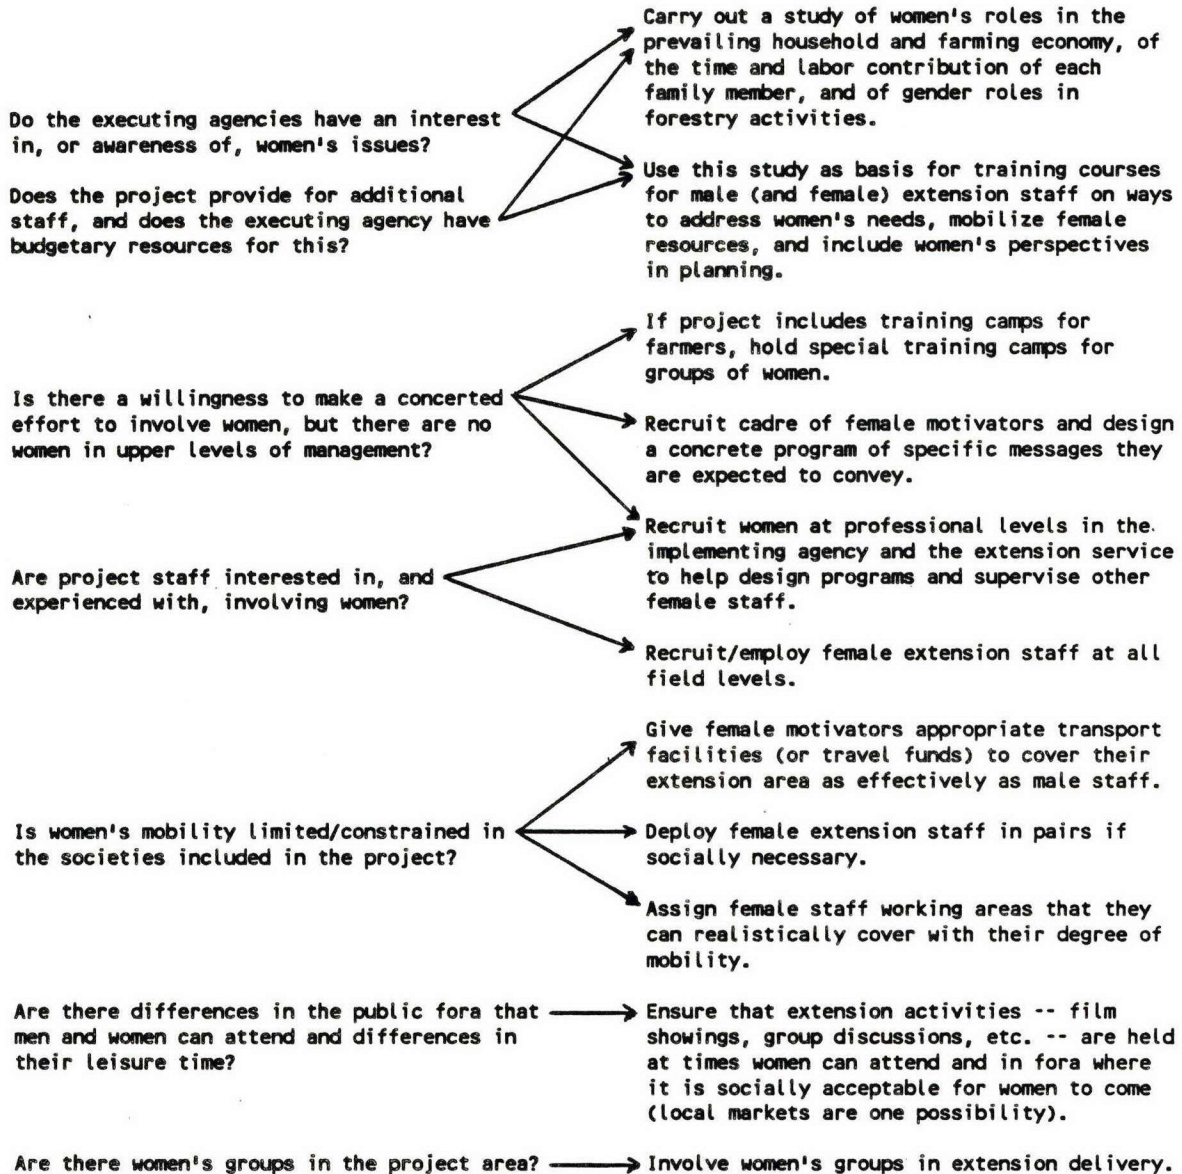 Do the executing agencies have an interest
in, or awareness of, women's issues?
Does the project provide for additional
staff, and does the executing agency have
budgetary resources for this?
Carry out a study of women's roles in the
prevailing household and farming economy, of
the time and labor contribution of each
family member, and of gender roles in
forestry activities.
Use this study as basis for training courses
for male (and female) extension staff on ways
to address women's needs, mobilize female
resources, and include women's perspectives
in planning.
Is there a willingness to make a concerted
effort to involve women, but there are no
women in upper levels of management?
If project includes training camps for
farmers, hold special training camps for
groups of women.
Recruit cadre of female motivators and design
a concrete program of specific messages they
are expected to convey.
Are project staff interested in, and
experienced with, involving women?
Recruit women at professional levels in the
implementing agency and the extension service
to help design programs and supervise other
female staff.
Recruit/employ female extension staff at all
field levels.
Is women's mobility limited/constrained in
the societies included in the project?
Give female motivators appropriate transport
facilities (or travel funds) to cover their
extension area as effectively as male staff.
Deploy female extension staff in pairs if
socially necessary.
Assign female staff working areas that they
can realistically cover with their degree of
mobility.
Are there differences in the public fora that
men and women can attend and differences in
their leisure time?
Ensure that extension activities -- film
showings, group discussions, etc. -- are held
at times women can attend and in fora where
it is socially acceptable for women to come
(local markets are one possibility).
Are there women's groups in the project area?
Involve women's groups in extension delivery.